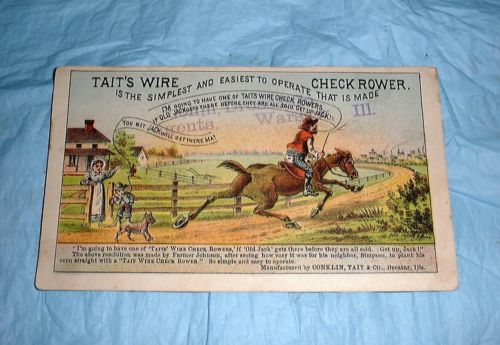 TAIT'S WIRE CHECK ROWER.
IS THE SIMPLEST AND EASIEST TO OPERATE THAT IS MADE
I'M GOING TO HAVE ONE OF TAITS WIRE CHECK ROWERS
IF OLD JACK GETS THERE BEFORE THEY ARE ALL SOLD GET UP JACK!!
Ill.
YOU BET JACK WILL GET THERE MA!
"I'm going to have one of 'TAITS' WIRE CHECK ROWERS,' if 'Old Jack' gets there before they are all sold. Get up, Jack!"
The above resolution was made by Farmer Johnson, after seeing how easy it was for his neighbor, Simpson, to plant his
corn straight with a "TAIT WIRE CHECK ROWER." So simple and easy to operate.
Manufactured by CONKLIN, TAIT & CO., Decatur, Ills.